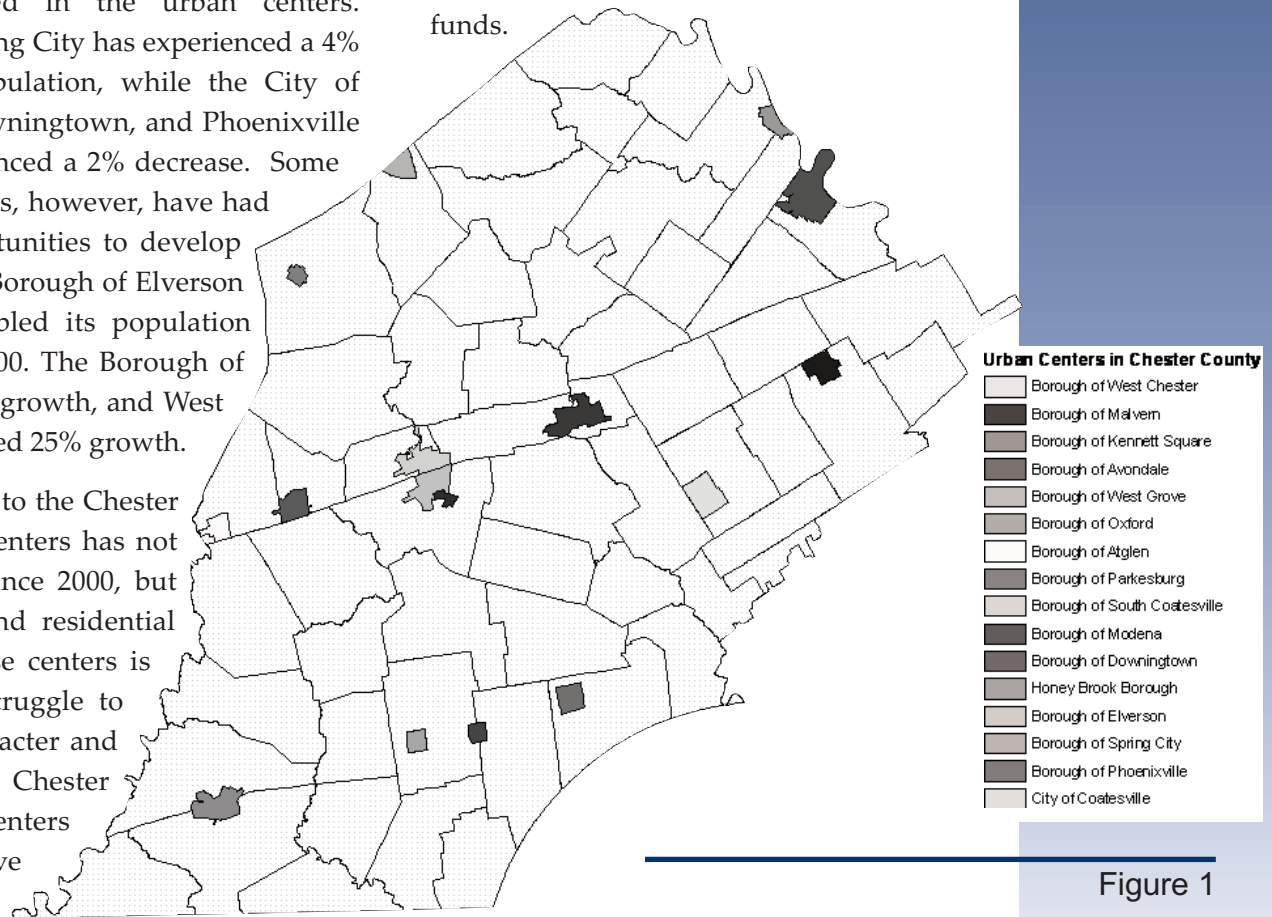 ed in the urban centers.
ng City has experienced a 4%
pulation, while the City of
wningtown, and Phoenixville
nced a 2% decrease. Some
s, however, have had
tunities to develop
Borough of Elverson
bled its population
00. The Borough of
growth, and West
ed 25% growth.
to the Chester
enters has not
ince 2000, but
nd residential
se centers is
truggle to
acter and
Chester
enters
ve
funds.
Urban Centers in Chester County
Borough of West Chester
Borough of Malvern
Borough of Kennett Square
Borough of Avondale
Borough of West Grove
Borough of Oxford
Borough of Atglen
Borough of Parkesburg
Borough of South Coatesville
Borough of Modena
Borough of Downingtown
Honey Brook Borough
Borough of Elverson
Borough of Spring City
Borough of Phoenixville
City of Coatesville
Figure 1